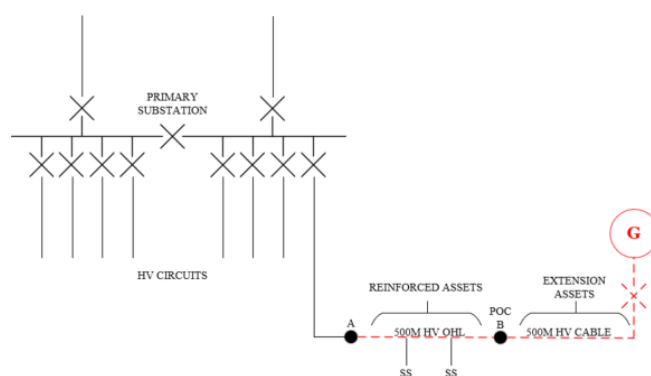 PRIMARY
SUBSTATION
G
HV CIRCUITS
REINFORCED ASSETS
EXTENSION
ASSETS
A
500M HV OHL
POC
B
500M HV CABLE
SS
SS